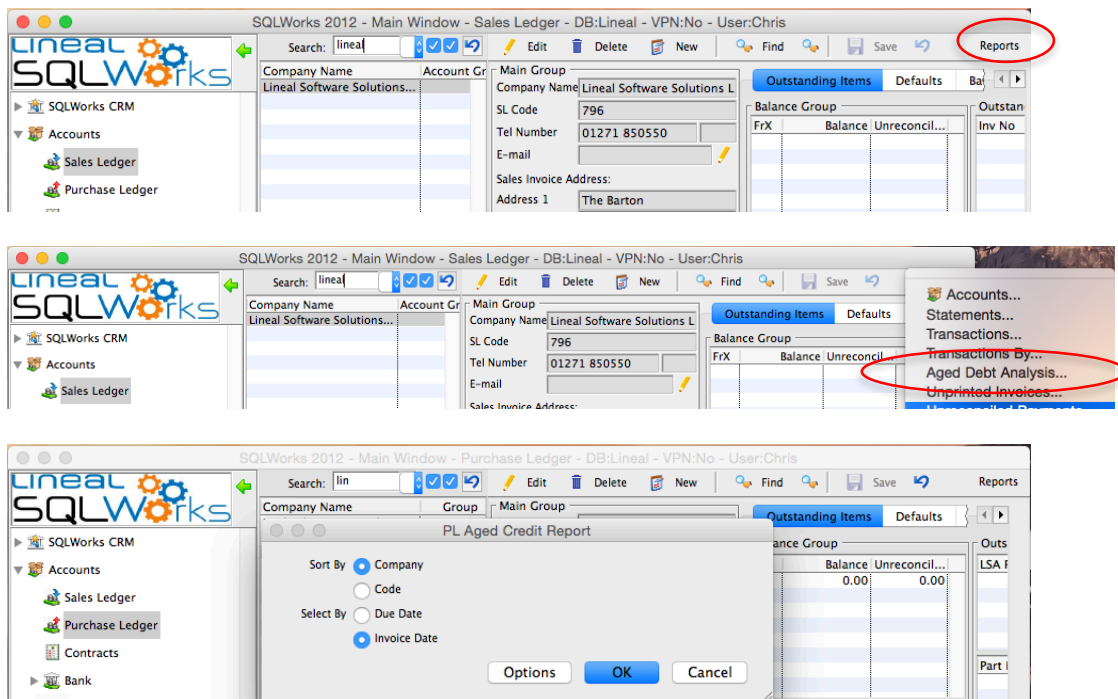 SQLWorks 2012 - Main Window - Sales Ledger - DB:Lineal - VPN:No - User:Chris
Lineal
SQLWorks
Search: lineal Edit Delete New Find Save Reports
Company Name Account Gr
Lineal Software Solutions...
Main Group
Company Name Lineal Software Solutions L
SL Code 796
Tel Number 01271 850550
E-mail
Sales Invoice Address:
Address 1 The Barton
Outstanding Items Defaults Ba
Balance Group
FrX Balance Unreconcil...
Outstan
Inv No
SQLWorks CRM
Accounts
Sales Ledger
Purchase Ledger
SQLWorks 2012 - Main Window - Sales Ledger - DB:Lineal - VPN:No - User:Chris
Lineal
SQLWorks
Search: lineal Edit Delete New Find Save
Company Name Account Gr
Lineal Software Solutions...
Main Group
Company Name Lineal Software Solutions L
SL Code 796
Tel Number 01271 850550
E-mail
Sales Invoice Address:
Outstanding Items Defaults
Balance Group
FrX Balance Unreconcil...
Accounts...
Statements...
Transactions...
Transactions By...
Aged Debt Analysis...
Unprinted Invoices...
Unreconciled Payments...
SQLWorks CRM
Accounts
Sales Ledger
SQLWorks 2012 - Main Window - Purchase Ledger - DB:Lineal - VPN:No - User:Chris
Lineal
SQLWorks
Search: lin Edit Delete New Find Save Reports
Company Name Group
Main Group
Outstanding Items Defaults
ance Group
Balance Unreconcil...
0.00 0.00
Outs
LSA
Part
PL Aged Credit Report
Sort By Company
Code
Select By Due Date
Invoice Date
Options OK Cancel
SQLWorks CRM
Accounts
Sales Ledger
Purchase Ledger
Contracts
Bank